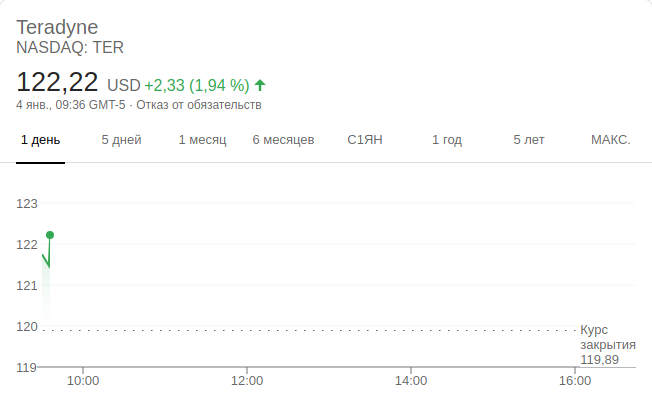 Teradyne
NASDAQ: TER
122,22 USD +2,33 (1,94 %)
4 янв., 09:36 GMT-5 · Отказ от обязательств
1 день 5 дней 1 месяц 6 месяцев С1ЯН 1 год 5 лет МАКС.
123
122
121
120
119
Курс
закрытия
119,89
10:00 12:00 14:00 16:00